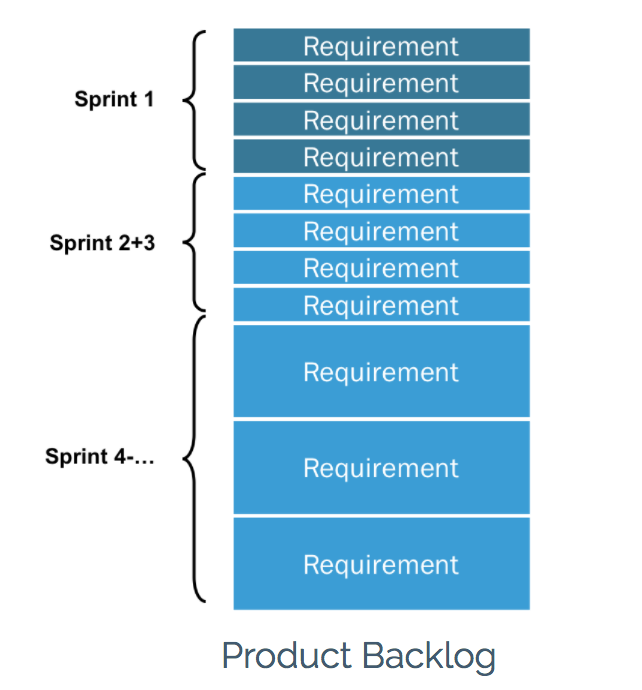 Sprint 1
Requirement
Requirement
Requirement
Requirement
Sprint 2+3
Requirement
Requirement
Requirement
Requirement
Sprint 4-...
Requirement
Requirement
Requirement
Product Backlog